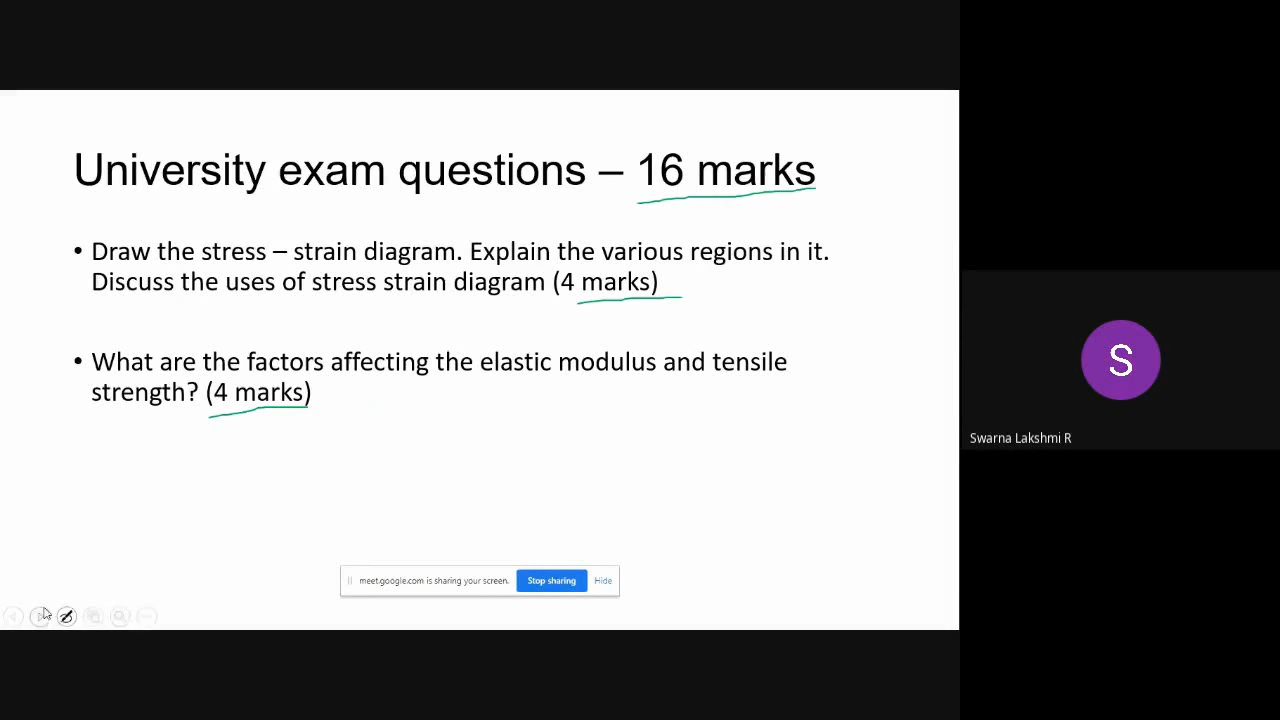 University exam questions – 16 marks
• Draw the stress – strain diagram. Explain the various regions in it.
Discuss the uses of stress strain diagram (4 marks)
• What are the factors affecting the elastic modulus and tensile
strength? (4 marks)
S
Swarna Lakshmi R
meet.google.com is sharing your screen. Stop sharing Hide